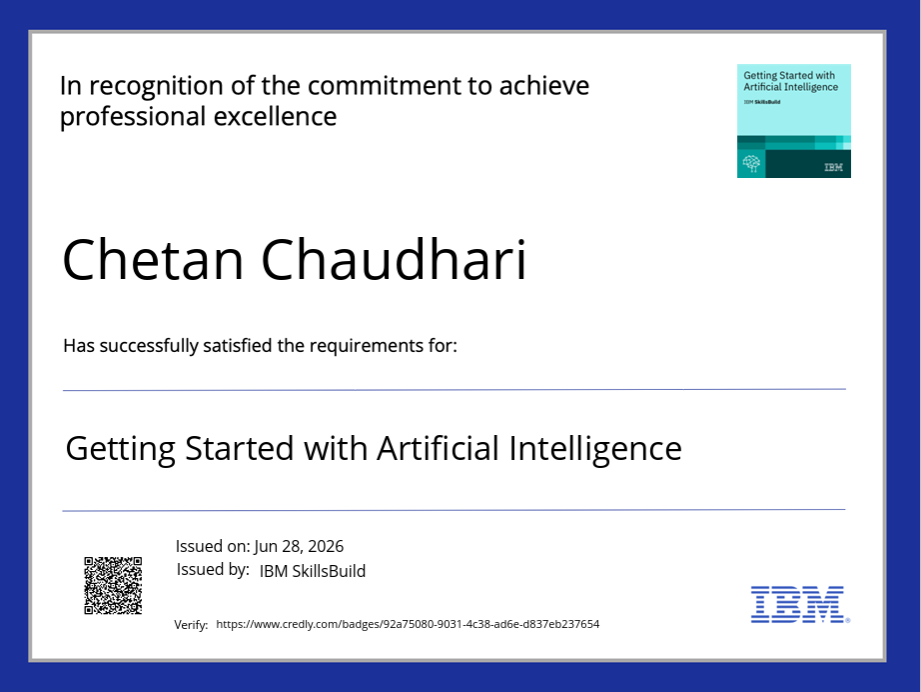 In recognition of the commitment to achieve
professional excellence
Getting Started with
Artificial Intelligence
IBM SkillsBuild
IBM
Chetan Chaudhari
Has successfully satisfied the requirements for:
Getting Started with Artificial Intelligence
Issued on: Jun 28, 2026
Issued by: IBM SkillsBuild
Verify: https://www.credly.com/badges/92a75080-9031-4c38-ad6e-d837eb237654
IBM®